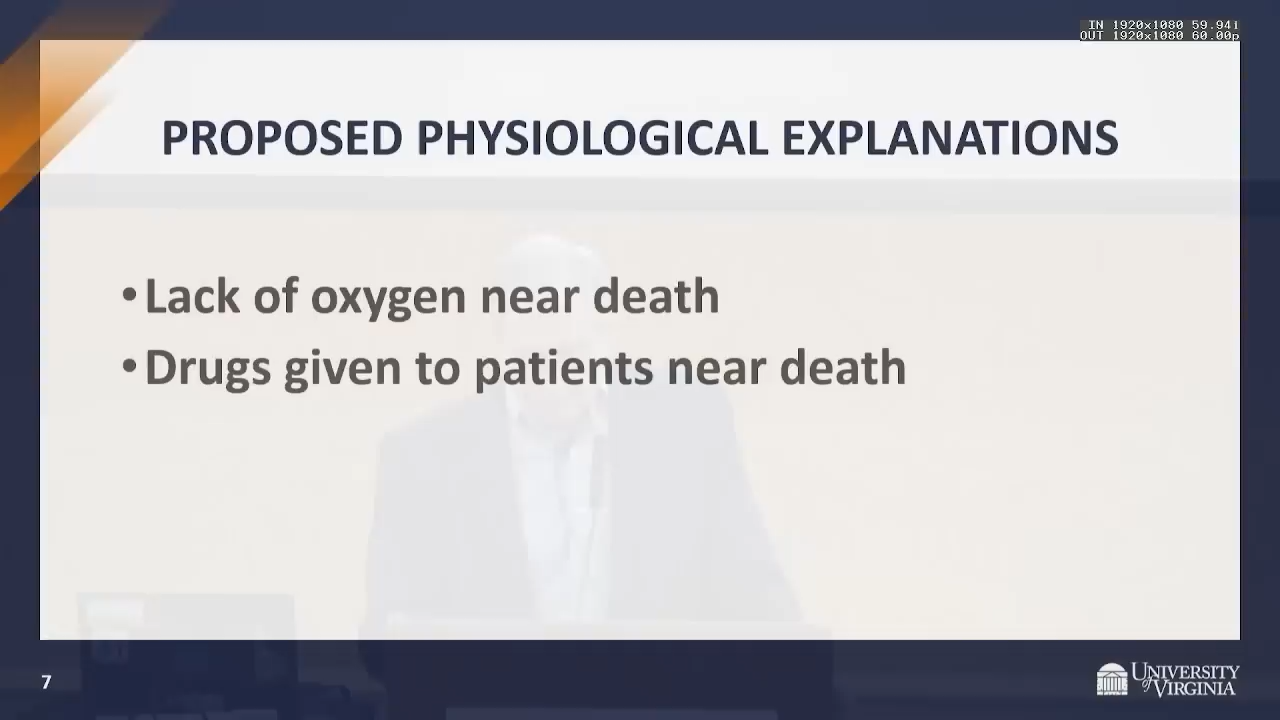 IN 1920x1080 59.94i
OUT 1920x1080 60.00p
PROPOSED PHYSIOLOGICAL EXPLANATIONS
•Lack of oxygen near death
•Drugs given to patients near death
7
UNIVERSITY
of VIRGINIA